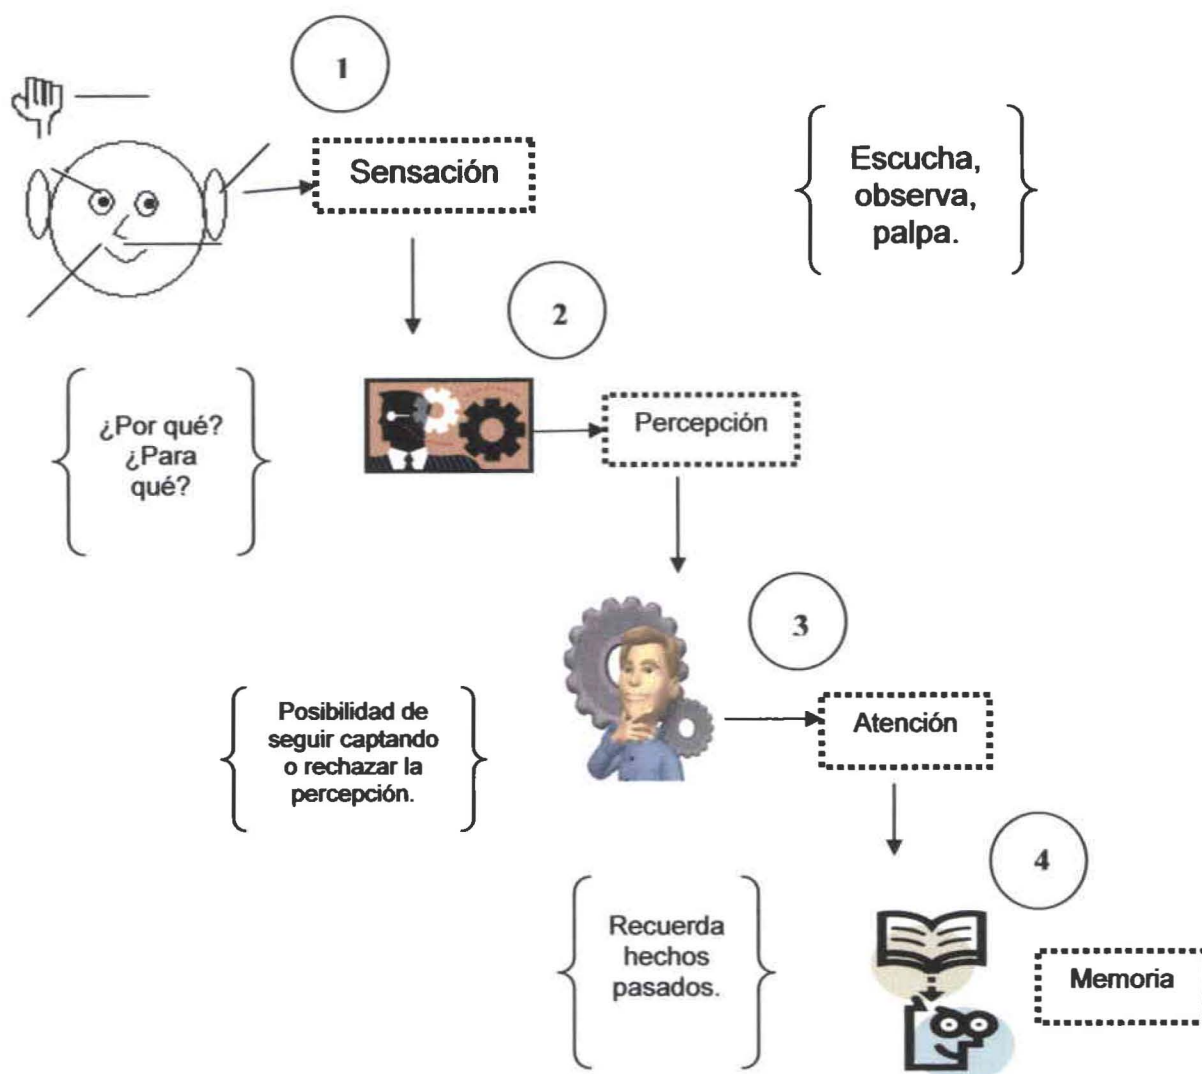 1
Sensación
Escucha,
observa,
palpa.
2
¿Por qué?
¿Para
qué?
Percepción
3
Posibilidad de
seguir captando
o rechazar la
percepción.
Atención
4
Recuerda
hechos
pasados.
Memoria